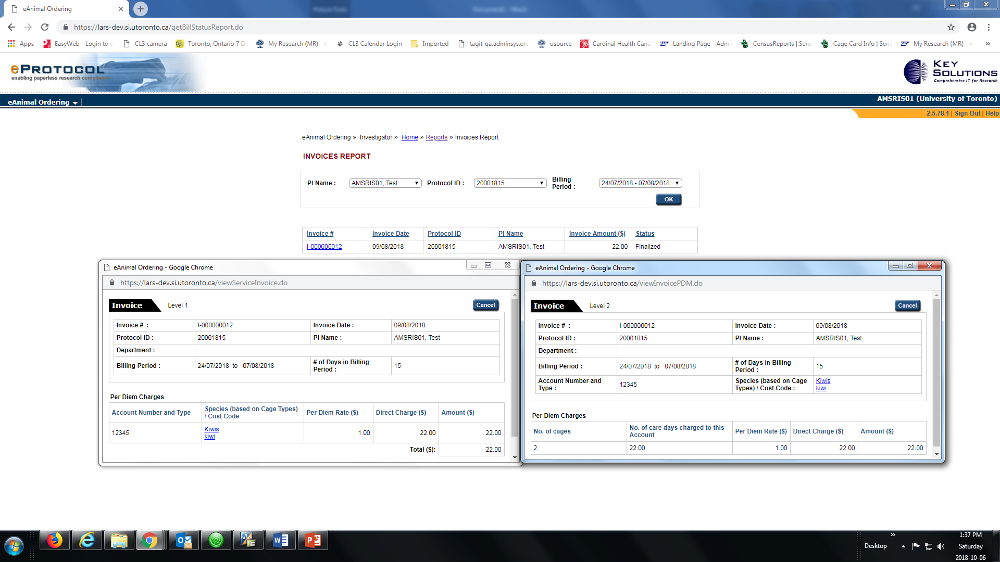 eAnimal Ordering
https://lars-dev.si.utoronto.ca/getBillStatusReport.do
Apps EasyWeb - Login to CL3 camera Toronto, Ontario 7 D My Research (MR) - CL3 Calendar Login Imported tagit-qa.adminsys.uto usource Cardinal Health Cana Landing Page - Admi CensusReports | Sens Cage Card Info | Sens My Research (MR) - »
ePROTOCOL
enabling paperless research compliance
KEY SOLUTIONS
Comprehensive IT for Research
eAnimal Ordering AMSRIS01 (University of Toronto)
2.5.78.1 | Sign Out | Help
eAnimal Ordering » Investigator » Home » Reports » Invoices Report
INVOICES REPORT
PI Name : AMSRIS01, Test Protocol ID : 20001815 Billing Period : 24/07/2018 - 07/08/2018
OK
Invoice # Invoice Date Protocol ID PI Name Invoice Amount ($) Status
I-000000012 09/08/2018 20001815 AMSRIS01, Test 22.00 Finalized
eAnimal Ordering - Google Chrome
https://lars-dev.si.utoronto.ca/viewServiceInvoice.do
Invoice Level 1 Cancel
Invoice # : I-000000012 Invoice Date : 09/08/2018
Protocol ID : 20001815 PI Name : AMSRIS01, Test
Department :
Billing Period : 24/07/2018 to 07/08/2018 # of Days in Billing Period : 15
Per Diem Charges
Account Number and Type Species (based on Cage Types) / Cost Code Per Diem Rate ($) Direct Charge ($) Amount ($)
12345 Kiwis kiwi 1.00 22.00 22.00
Total ($): 22.00
eAnimal Ordering - Google Chrome
https://lars-dev.si.utoronto.ca/viewInvoicePDM.do
Invoice Level 2 Cancel
Invoice # : I-000000012 Invoice Date : 09/08/2018
Protocol ID : 20001815 PI Name : AMSRIS01, Test
Department :
Billing Period : 24/07/2018 to 07/08/2018 # of Days in Billing Period : 15
Account Number and Type : 12345 Species (based on Cage Types) / Cost Code : Kiwis kiwi
Per Diem Charges
No. of cages No. of care days charged to this Account Per Diem Rate ($) Direct Charge ($) Amount ($)
2 22.00 1.00 22.00 22.00
Desktop » 1:37 PM
Saturday
2018-10-06